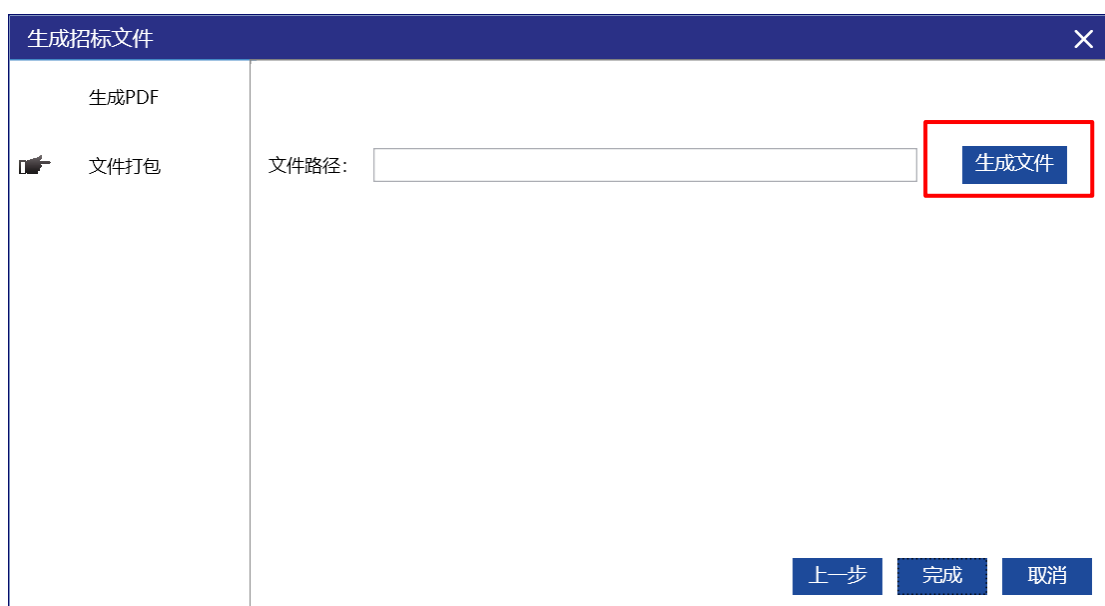 生成招标文件
生成PDF
文件打包
文件路径：
生成文件
上一步
完成
取消